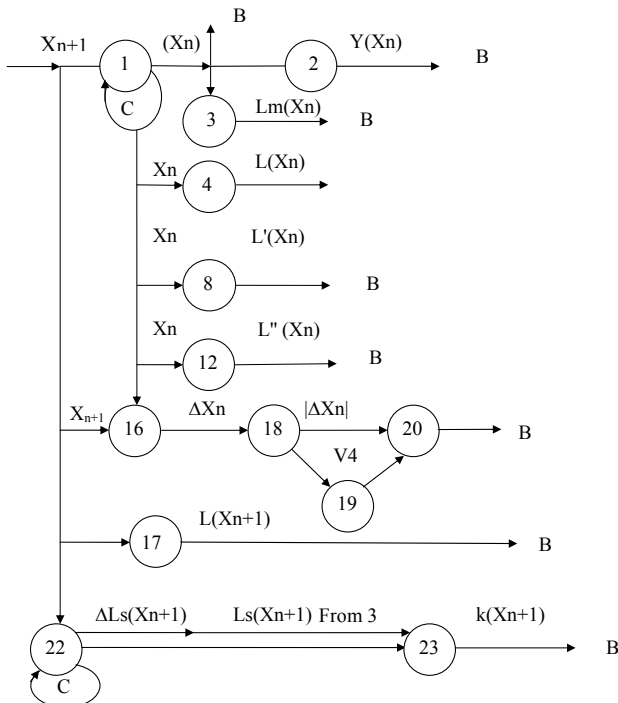 B
Xn+1 1 (Xn) 2 Y(Xn) B
C
3 Lm(Xn) B
Xn 4 L(Xn)
Xn L'(Xn)
8 B
Xn L" (Xn)
12 B
Xn+1 16 ΔXn 18 |ΔXn| 20 B
V4
19
L(Xn+1)
17 B
ΔLs(Xn+1) Ls(Xn+1) From 3 k(Xn+1)
22 23 B
C